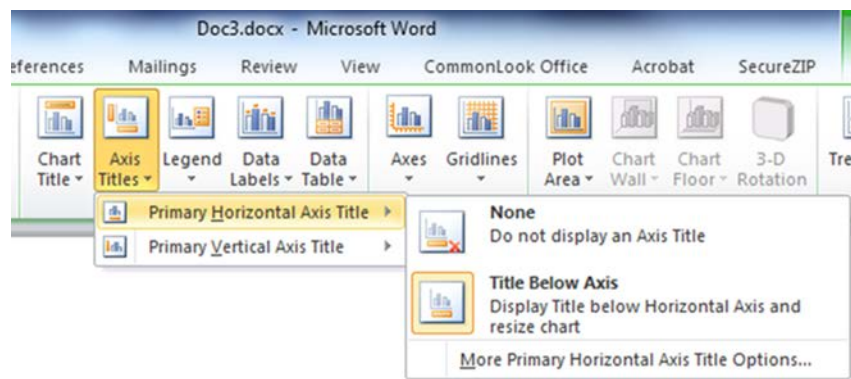 Doc3.docx - Microsoft Word
eferences Mailings Review View CommonLook Office Acrobat SecureZIP
Chart Axis Legend Data Data Axes Gridlines Plot Chart Chart 3-D Tre
Title Titles Labels Table Area Wall Floor Rotation
Primary Horizontal Axis Title
Primary Vertical Axis Title
None
Do not display an Axis Title
Title Below Axis
Display Title below Horizontal Axis and
resize chart
More Primary Horizontal Axis Title Options...